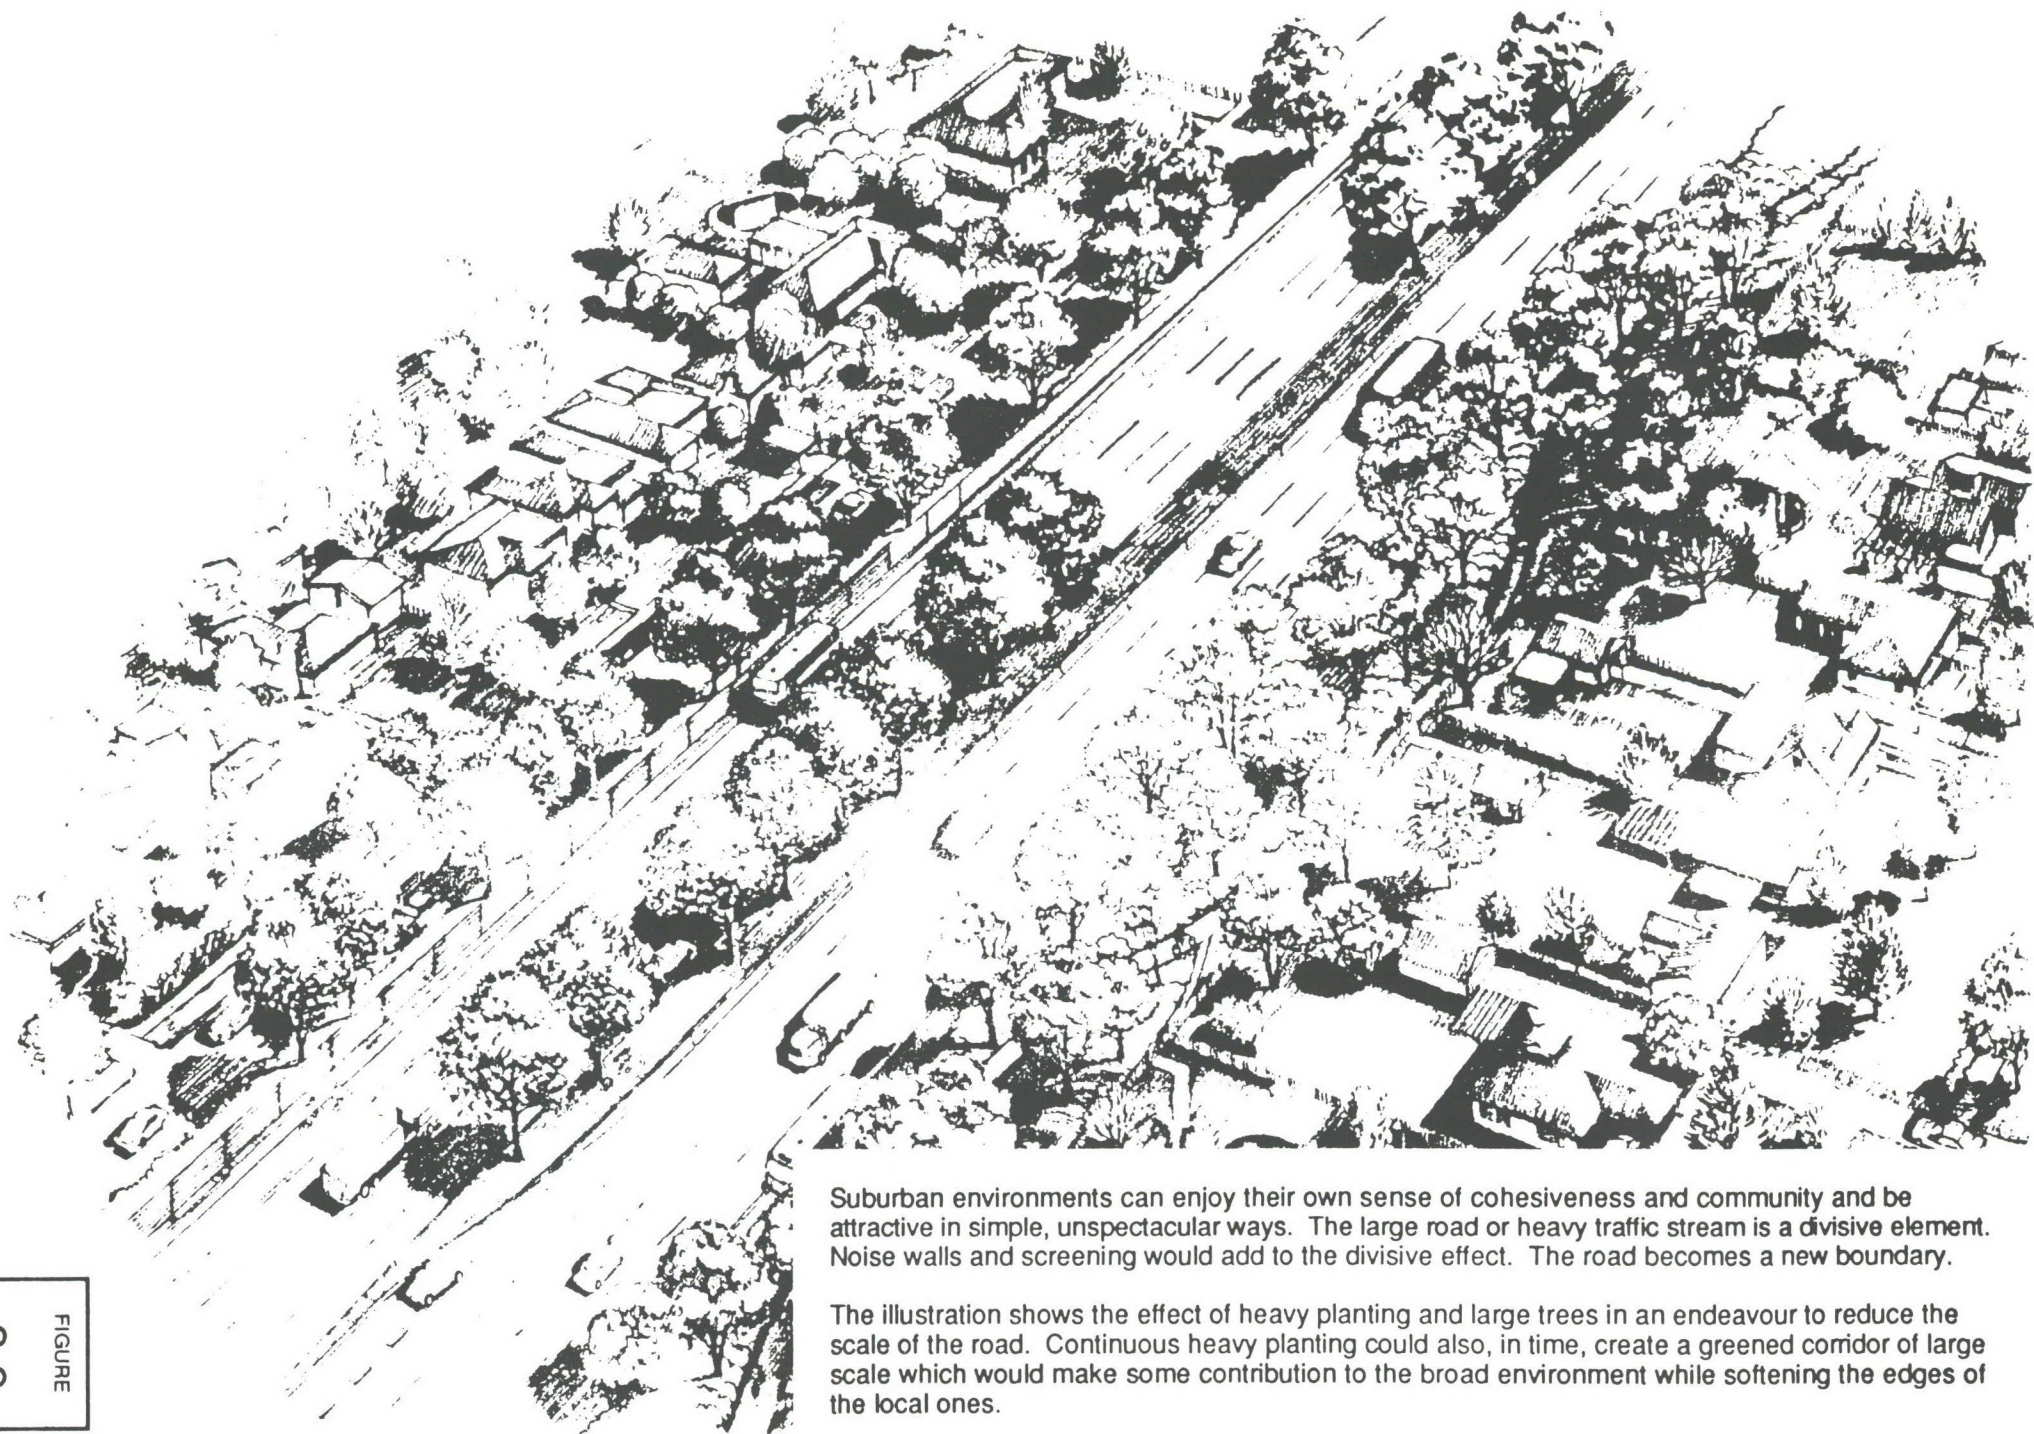 Suburban environments can enjoy their own sense of cohesiveness and community and be
attractive in simple, unspectacular ways. The large road or heavy traffic stream is a divisive element.
Noise walls and screening would add to the divisive effect. The road becomes a new boundary.
The illustration shows the effect of heavy planting and large trees in an endeavour to reduce the
scale of the road. Continuous heavy planting could also, in time, create a greened corridor of large
scale which would make some contribution to the broad environment while softening the edges of
the local ones.
FIGURE